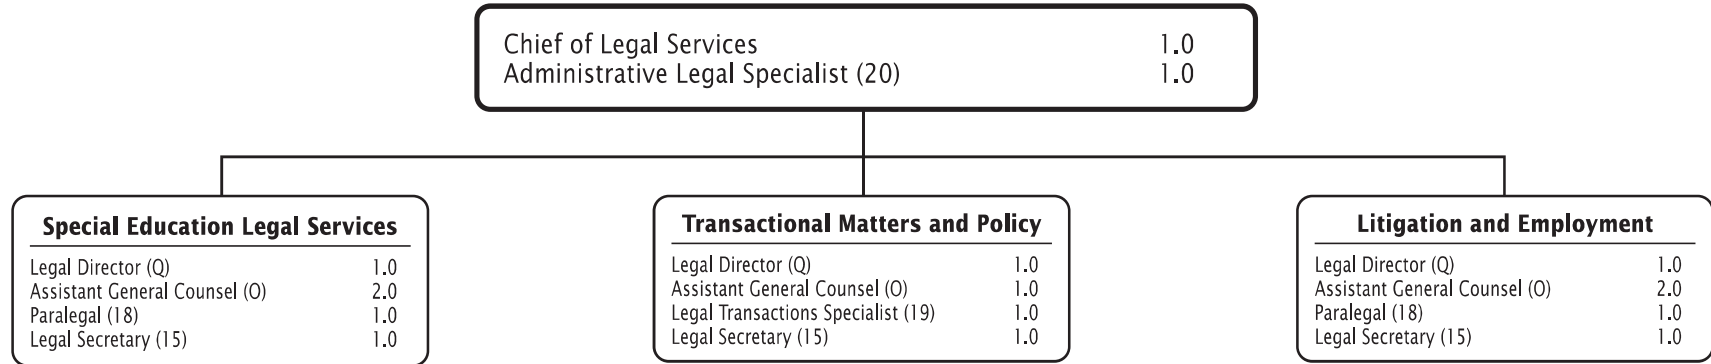 Chief of Legal Services 1.0
Administrative Legal Specialist (20) 1.0
Special Education Legal Services
Legal Director (Q) 1.0
Assistant General Counsel (O) 2.0
Paralegal (18) 1.0
Legal Secretary (15) 1.0
Transactional Matters and Policy
Legal Director (Q) 1.0
Assistant General Counsel (O) 1.0
Legal Transactions Specialist (19) 1.0
Legal Secretary (15) 1.0
Litigation and Employment
Legal Director (Q) 1.0
Assistant General Counsel (O) 2.0
Paralegal (18) 1.0
Legal Secretary (15) 1.0